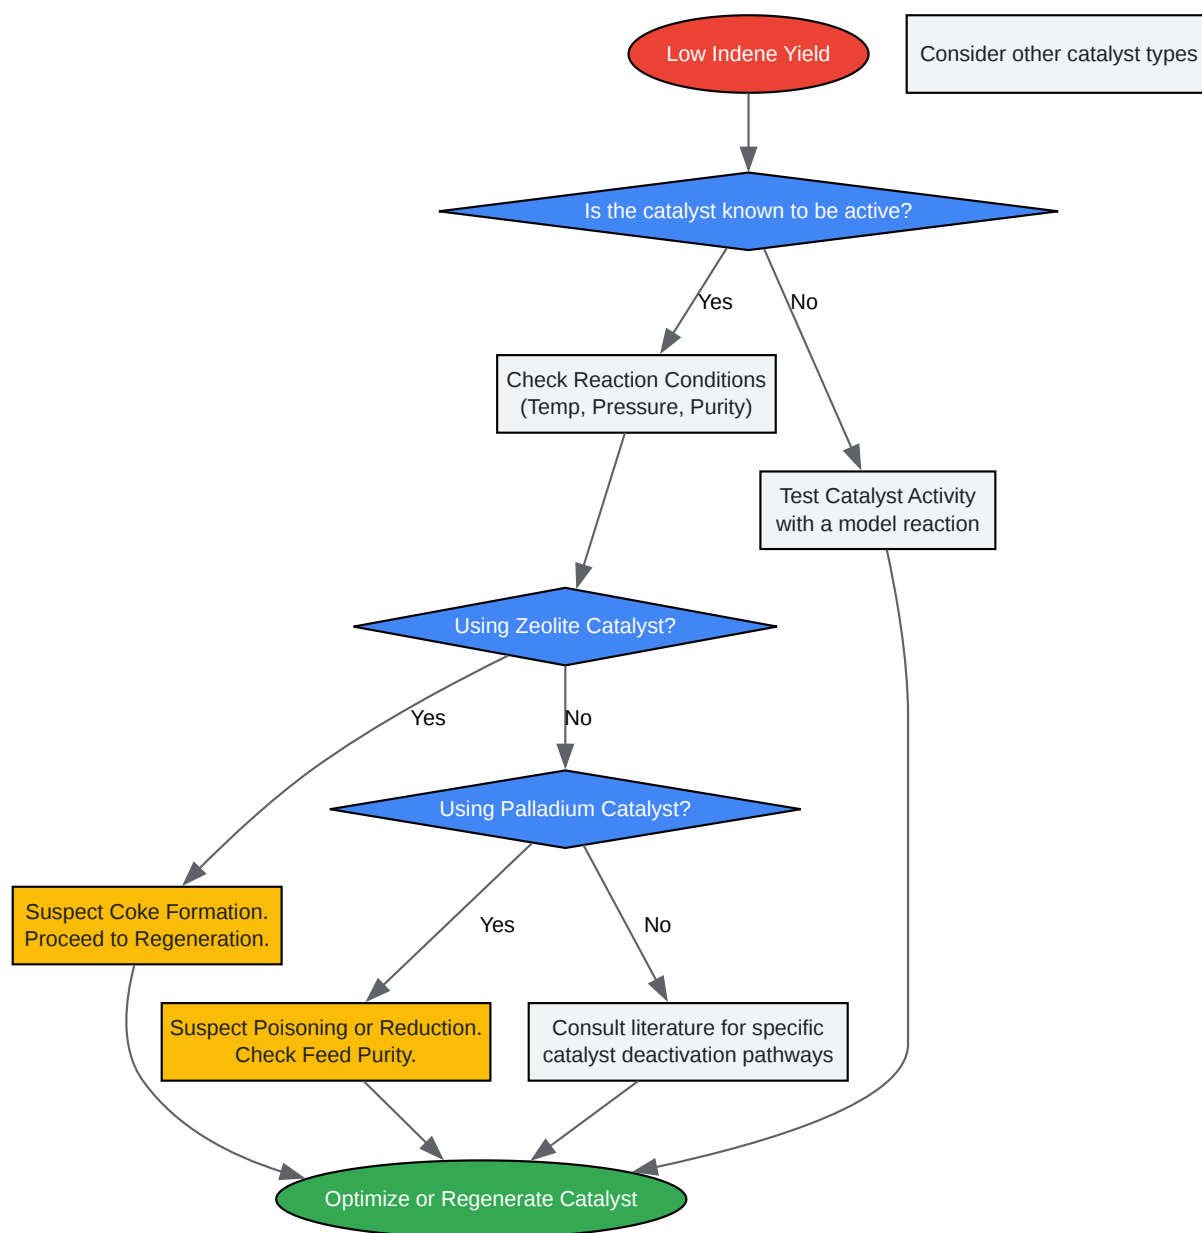 Low Indene Yield
Consider other catalyst types
Is the catalyst known to be active?
Yes
No
Check Reaction Conditions
(Temp, Pressure, Purity)
Test Catalyst Activity
with a model reaction
Using Zeolite Catalyst?
Yes
No
Using Palladium Catalyst?
Suspect Coke Formation.
Proceed to Regeneration.
Yes
No
Suspect Poisoning or Reduction.
Check Feed Purity.
Consult literature for specific
catalyst deactivation pathways
Optimize or Regenerate Catalyst